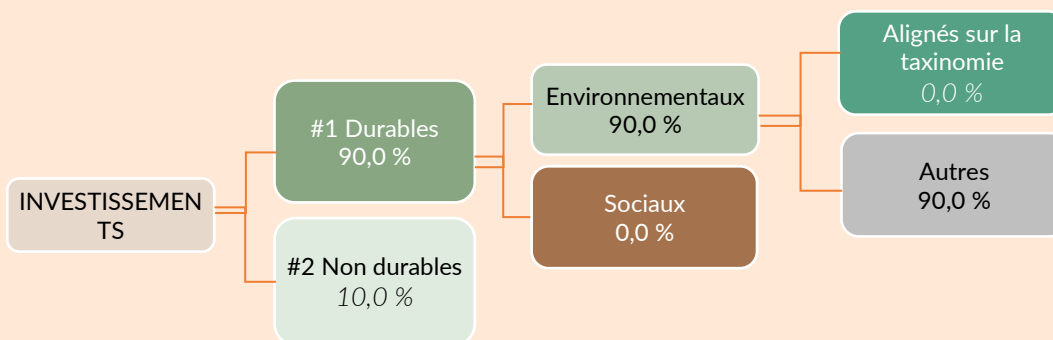 INVESTISSEMEN
TS
#1 Durables
90,0 %
#2 Non durables
10,0 %
Environnementaux
90,0 %
Sociaux
0,0 %
Alignés sur la
taxinomie
0,0 %
Autres
90,0 %